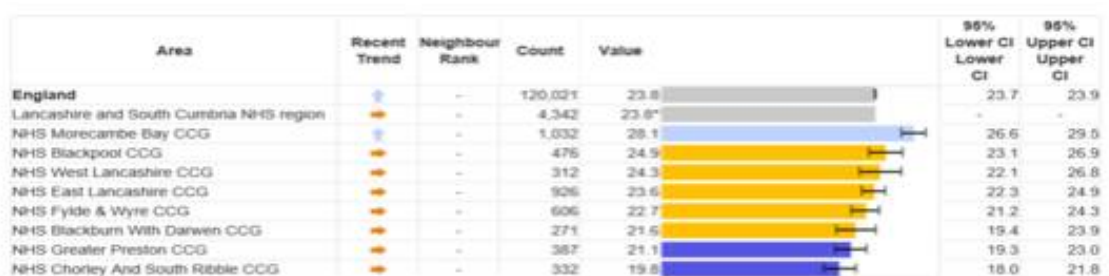 Area Recent Trend Neighbour Rank Count Value 95% Lower CI Lower CI 95% Upper CI Upper CI
England - 120,021 23.8 23.7 23.9
Lancashire and South Cumbria NHS region - 4,342 23.8* - -
NHS Morecambe Bay CCG - 1,032 28.1 26.6 29.5
NHS Blackpool CCG - 476 24.9 23.1 26.9
NHS West Lancashire CCG - 312 24.3 22.1 26.8
NHS East Lancashire CCG - 926 23.6 22.3 24.9
NHS Fylde & Wyre CCG - 606 22.7 21.2 24.3
NHS Blackburn With Darwen CCG - 271 21.6 19.4 23.9
NHS Greater Preston CCG - 387 21.1 19.3 23.0
NHS Chorley And South Ribble CCG - 332 19.8 18.0 21.8